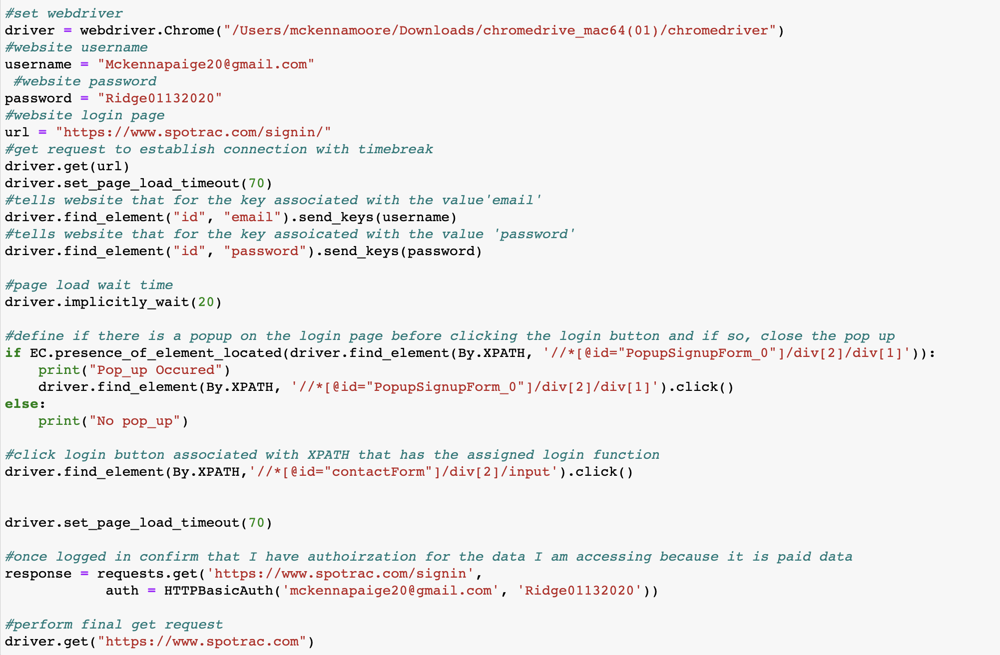 #set webdriver
driver = webdriver.Chrome("/Users/mckennamoore/Downloads/chromedrive_mac64(01)/chromedriver")
#website username
username = "Mckennapaige20@gmail.com"
 #website password
password = "Ridge01132020"
#website login page
url = "https://www.spotrac.com/signin/"
#get request to establish connection with timebreak
driver.get(url)
driver.set_page_load_timeout(70)
#tells website that for the key associated with the value'email'
driver.find_element("id", "email").send_keys(username)
#tells website that for the key assoicated with the value 'password'
driver.find_element("id", "password").send_keys(password)

#page load wait time
driver.implicitly_wait(20)

#define if there is a popup on the login page before clicking the login button and if so, close the pop up
if EC.presence_of_element_located(driver.find_element(By.XPATH, '//*[@id="PopupSignupForm_0"]/div[2]/div[1]')):
    print("Pop_up Occured")
    driver.find_element(By.XPATH, '//*[@id="PopupSignupForm_0"]/div[2]/div[1]').click()
else:
    print("No pop_up")

#click login button associated with XPATH that has the assigned login function
driver.find_element(By.XPATH,'//*[@id="contactForm"]/div[2]/input').click()


driver.set_page_load_timeout(70)

#once logged in confirm that I have authoirzation for the data I am accessing because it is paid data
response = requests.get('https://www.spotrac.com/signin',
            auth = HTTPBasicAuth('mckennapaige20@gmail.com', 'Ridge01132020'))

#perform final get request
driver.get("https://www.spotrac.com")